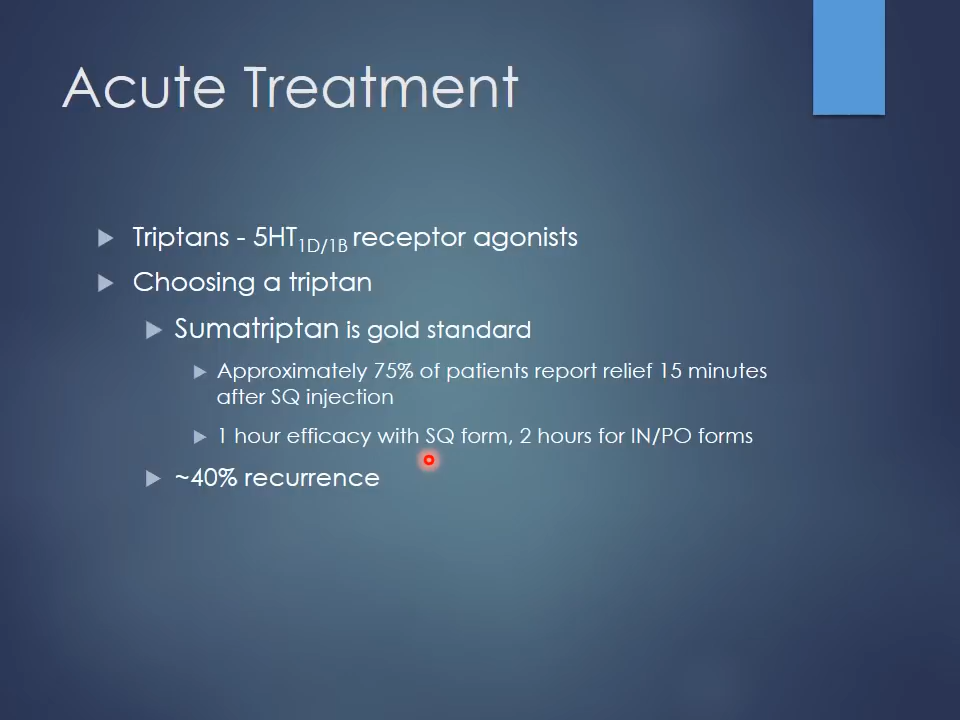 Acute Treatment
Triptans - 5HT1D/1B receptor agonists
Choosing a triptan
Sumatriptan is gold standard
Approximately 75% of patients report relief 15 minutes
after SQ injection
1 hour efficacy with SQ form, 2 hours for IN/PO forms
~40% recurrence